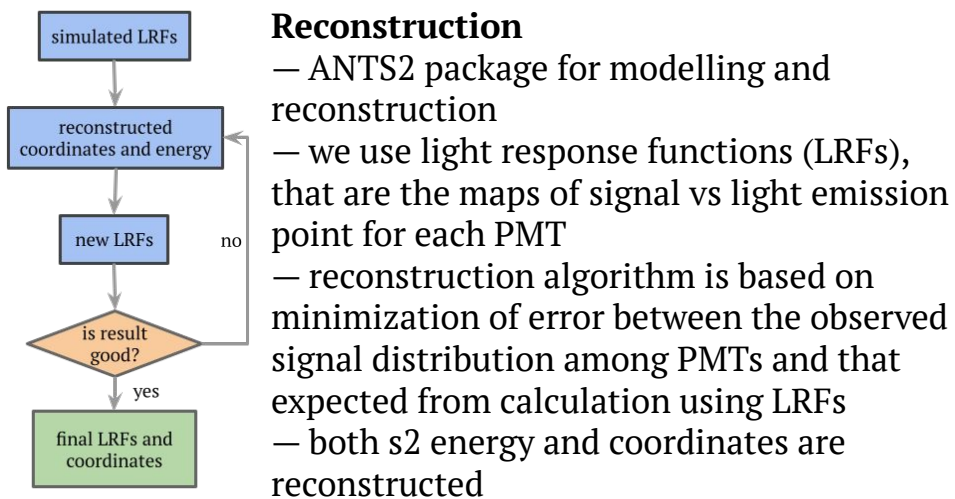 simulated LRFs
reconstructed
coordinates and energy
new LRFs
no
is result
good?
yes
final LRFs and
coordinates
Reconstruction
— ANTS2 package for modelling and
reconstruction
— we use light response functions (LRFs),
that are the maps of signal vs light emission
point for each PMT
— reconstruction algorithm is based on
minimization of error between the observed
signal distribution among PMTs and that
expected from calculation using LRFs
— both s2 energy and coordinates are
reconstructed